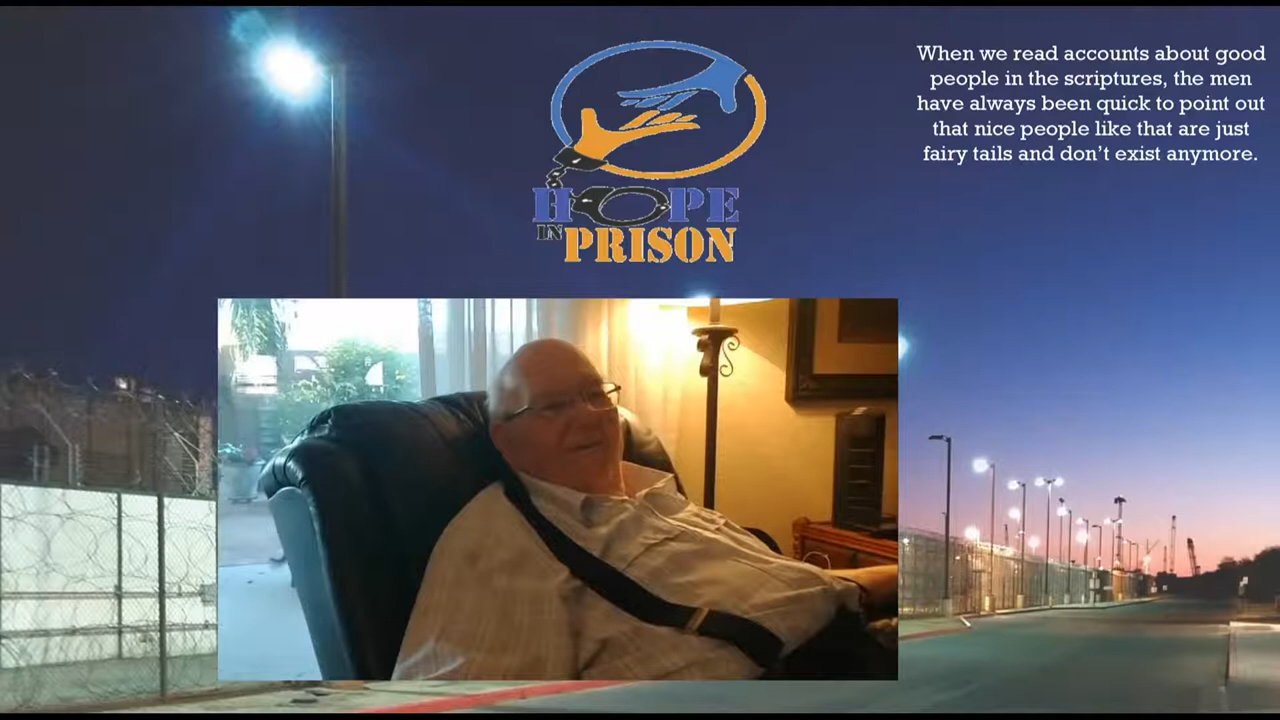 When we read accounts about good
people in the scriptures, the men
have always been quick to point out
that nice people like that are just
fairy tails and don’t exist anymore.
HOPE
IN PRISON